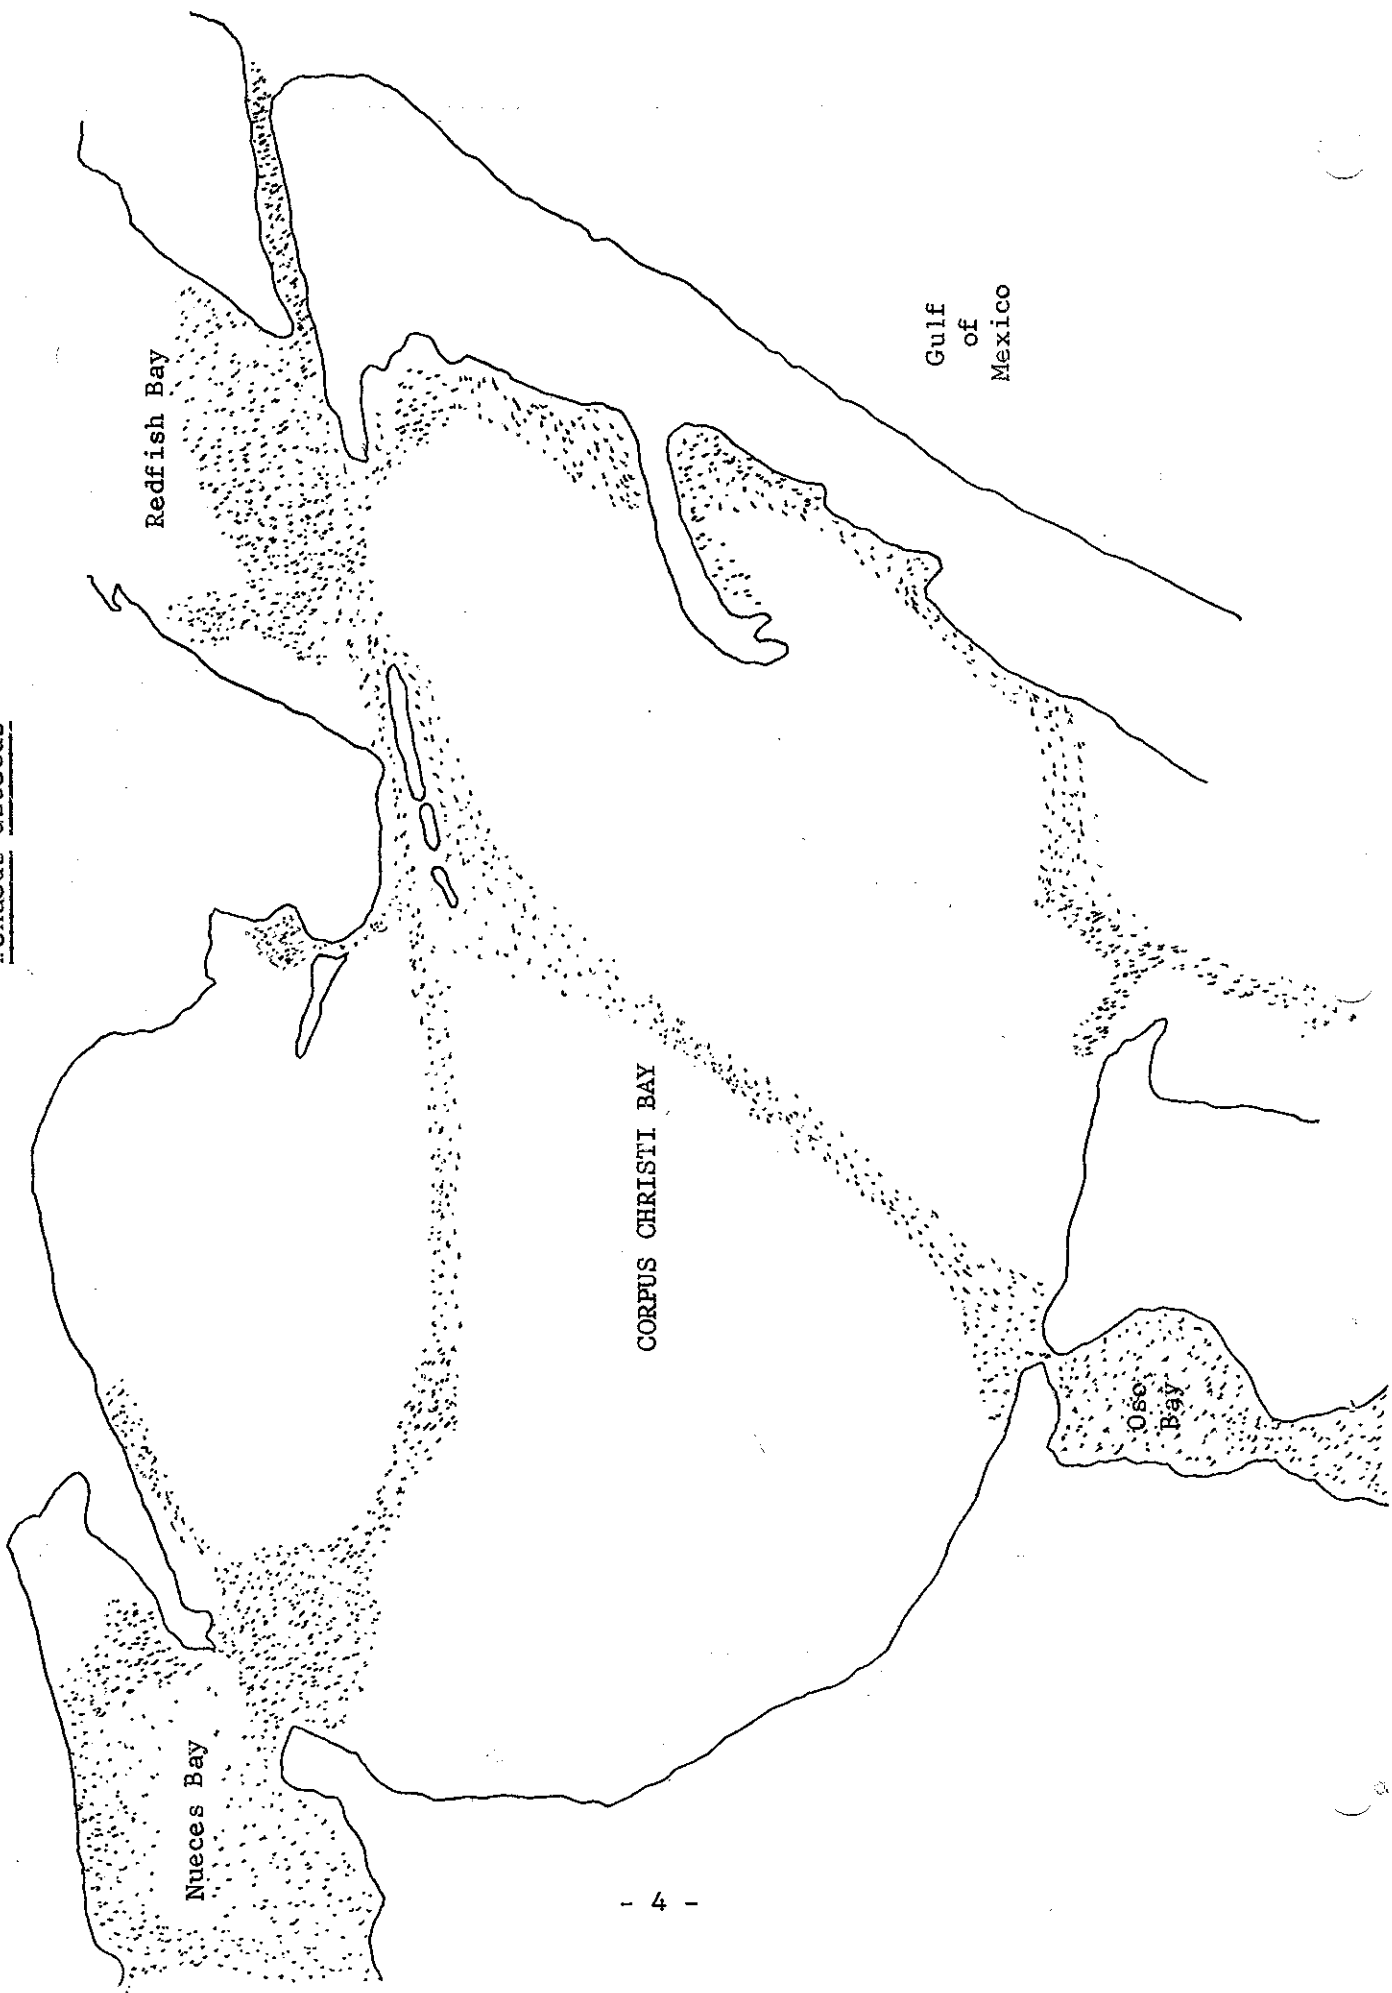 Redfish Bay
Gulf
of
Mexico
CORPUS CHRISTI BAY
Nueces Bay
Oso
Bay
- 4 -